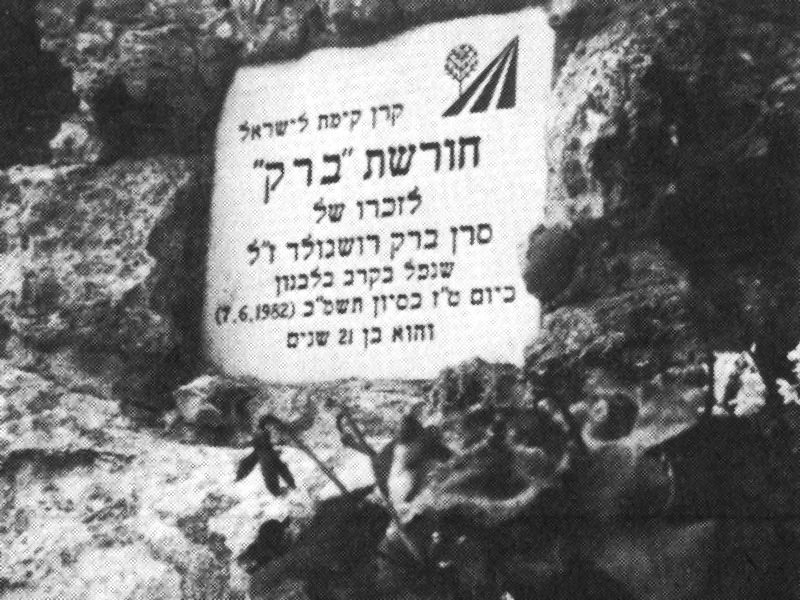 קרן קימת לישראל
חורשת "ברק"
לזכרו של
סרן ברק רושגולד ז"ל
שנפל בקרב בלבנון
ביום ט"ז בסיון תשמ"ב (7.6.1982)
והוא בן 21 שנים